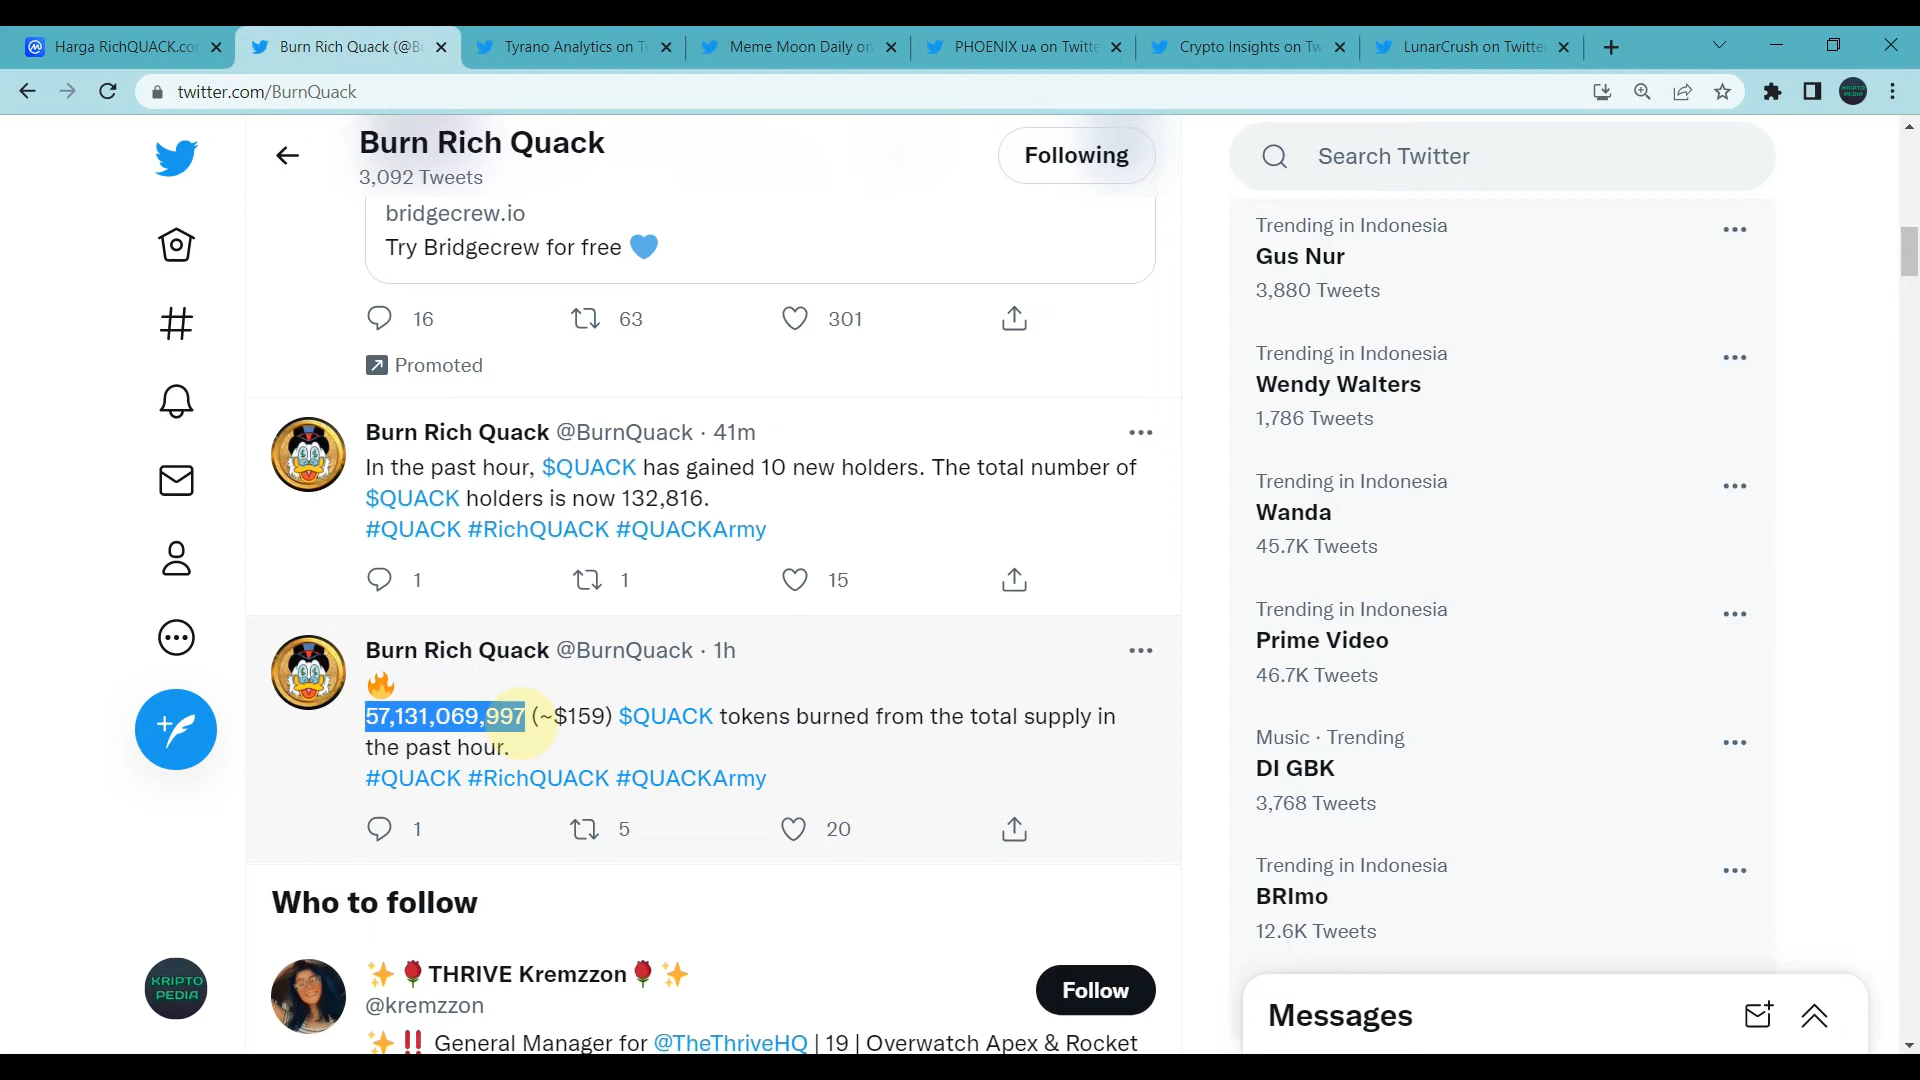 Harga RichQUACK.co
Burn Rich Quack (@B
Tyrano Analytics on T
Meme Moon Daily on
PHOENIX ᴜᴀ on Twitte
Crypto Insights on Tw
LunarCrush on Twitte
twitter.com/BurnQuack
Burn Rich Quack
3,092 Tweets
Following
Search Twitter
bridgecrew.io
Try Bridgecrew for free 💙
16 63 301
Promoted
Burn Rich Quack @BurnQuack · 41m
In the past hour, $QUACK has gained 10 new holders. The total number of
$QUACK holders is now 132,816.
#QUACK #RichQUACK #QUACKArmy
1 1 15
Burn Rich Quack @BurnQuack · 1h
🔥
57,131,069,997 (~$159) $QUACK tokens burned from the total supply in
the past hour.
#QUACK #RichQUACK #QUACKArmy
1 5 20
Who to follow
✨🌹THRIVE Kremzzon🌹✨
@kremzzon
Follow
✨‼️ General Manager for @TheThriveHQ | 19 | Overwatch Apex & Rocket
KRIPTO
PEDIA
Trending in Indonesia
Gus Nur
3,880 Tweets
Trending in Indonesia
Wendy Walters
1,786 Tweets
Trending in Indonesia
Wanda
45.7K Tweets
Trending in Indonesia
Prime Video
46.7K Tweets
Music · Trending
DI GBK
3,768 Tweets
Trending in Indonesia
BRImo
12.6K Tweets
Messages